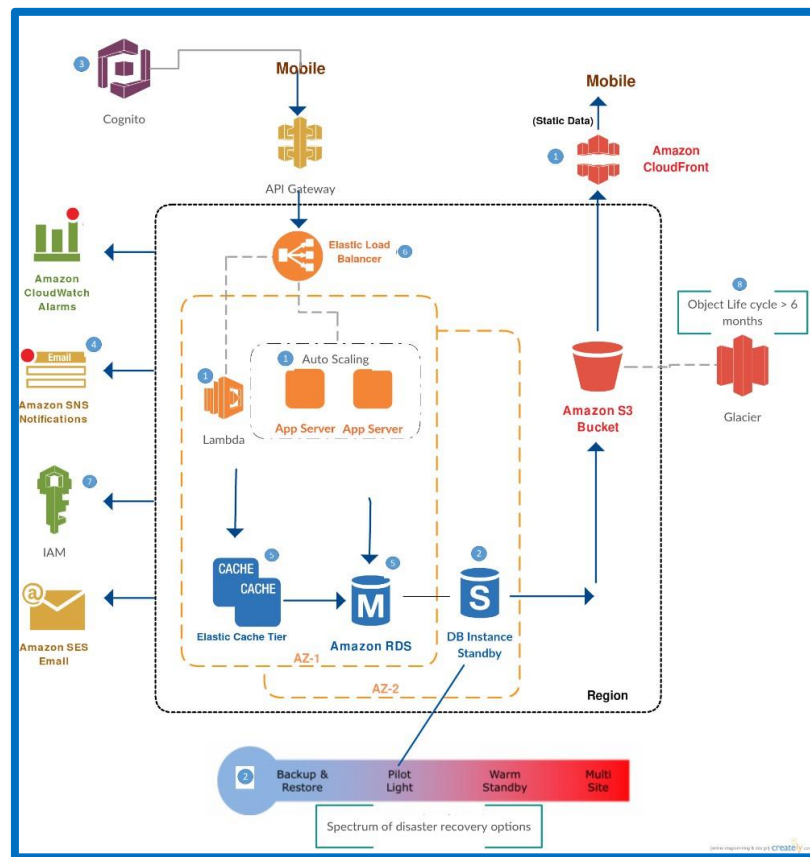 3
Cognito
Mobile
API Gateway
Mobile
(Static Data)
1
Amazon
CloudFront
Elastic Load
Balancer
6
Amazon
CloudWatch
Alarms
8
Object Life cycle > 6
months
Email
4
Amazon SNS
Notifications
1
Lambda
1
Auto Scaling
App Server
App Server
Amazon S3
Bucket
Glacier
7
IAM
CACHE
CACHE
5
Elastic Cache Tier
M
5
Amazon RDS
2
S
DB Instance
Standby
@
Amazon SES
Email
AZ-1
AZ-2
Region
2
Backup &
Restore
Pilot
Light
Warm
Standby
Multi
Site
Spectrum of disaster recovery options
creately